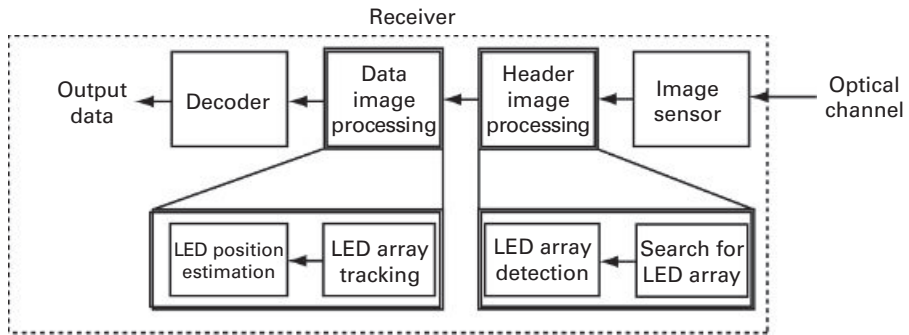 Receiver
Output
data
Decoder
Data
image
processing
Header
image
processing
Image
sensor
Optical
channel
LED position
estimation
LED array
tracking
LED array
detection
Search for
LED array